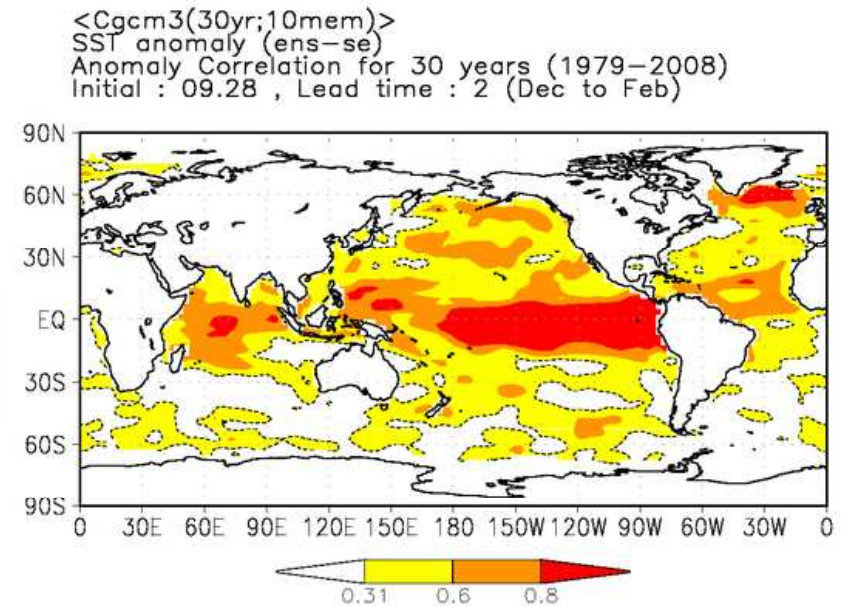 <Cgcm3(30yr;10mem)>
SST anomaly (ens-se)
Anomaly Correlation for 30 years (1979-2008)
Initial : 09.28 , Lead time : 2 (Dec to Feb)
90N
60N
30N
EQ
30S
60S
90S
0 30E 60E 90E 120E 150E 180 150W 120W 90W 60W 30W 0
0.31 0.6 0.8